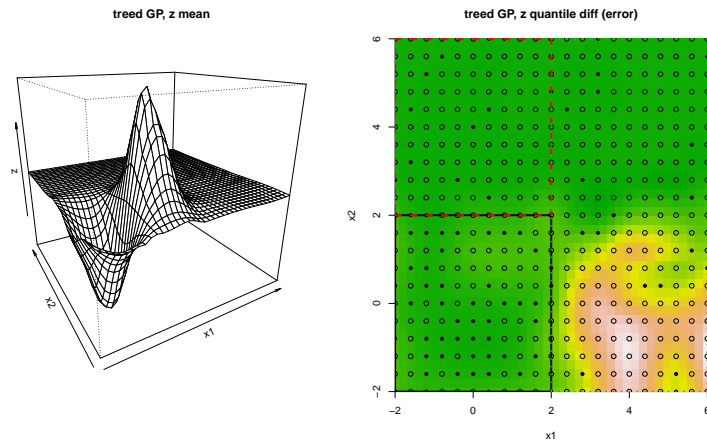 treed GP, z mean
z
x2
x1
treed GP, z quantile diff (error)
6
4
2
0
−2
x2
−2 0 2 4 6
x1